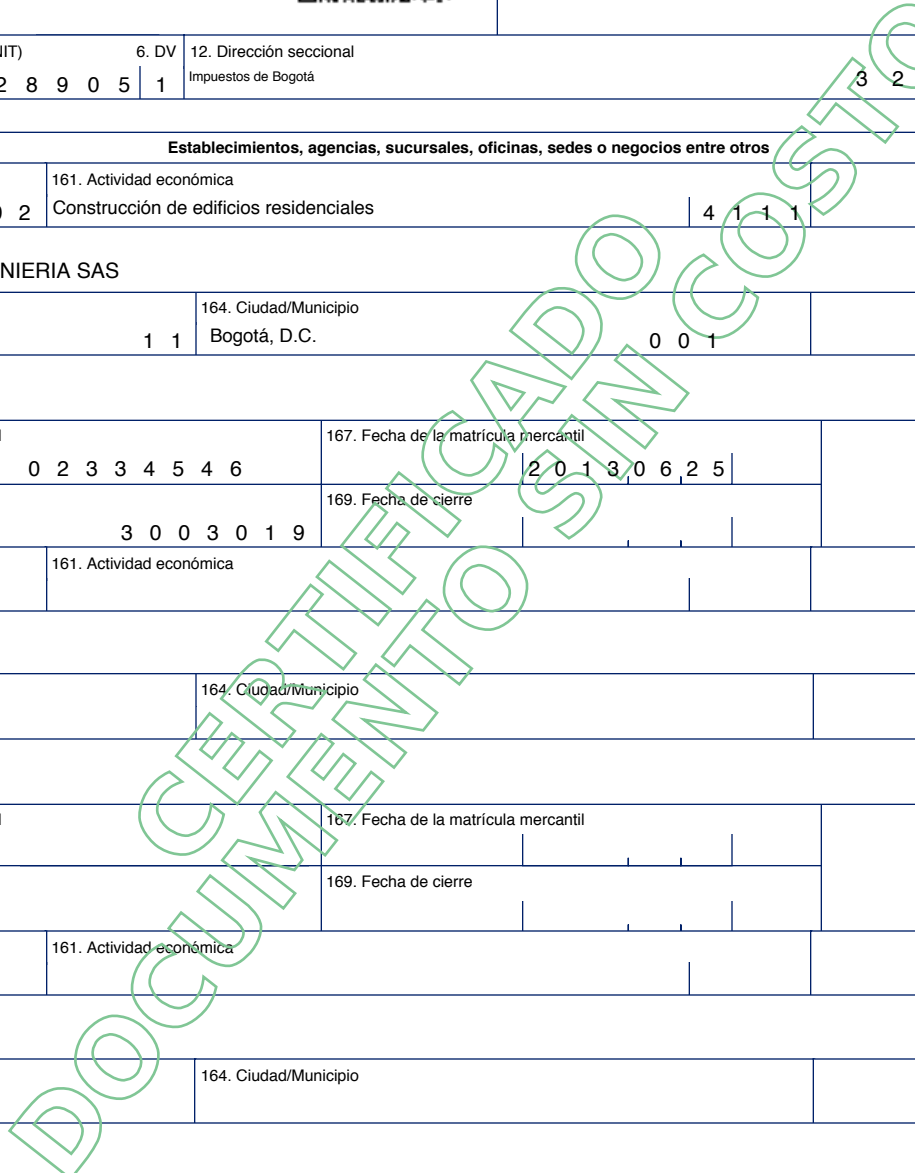 NIT) 6. DV 12. Dirección seccional
2 8 9 0 5 1 Impuestos de Bogotá 3 2
Establecimientos, agencias, sucursales, oficinas, sedes o negocios entre otros
161. Actividad económica
0 2 Construcción de edificios residenciales 4 1 1 1
NIERIA SAS
164. Ciudad/Municipio
1 1 Bogotá, D.C. 0 0 1
167. Fecha de la matrícula mercantil
0 2 3 3 4 5 4 6 2 0 1 3 0 6 2 5
169. Fecha de cierre
3 0 0 3 0 1 9
161. Actividad económica
164. Ciudad/Municipio
167. Fecha de la matrícula mercantil
169. Fecha de cierre
161. Actividad económica
164. Ciudad/Municipio
CERTIFICADO
DOCUMENTO SIN COSTO